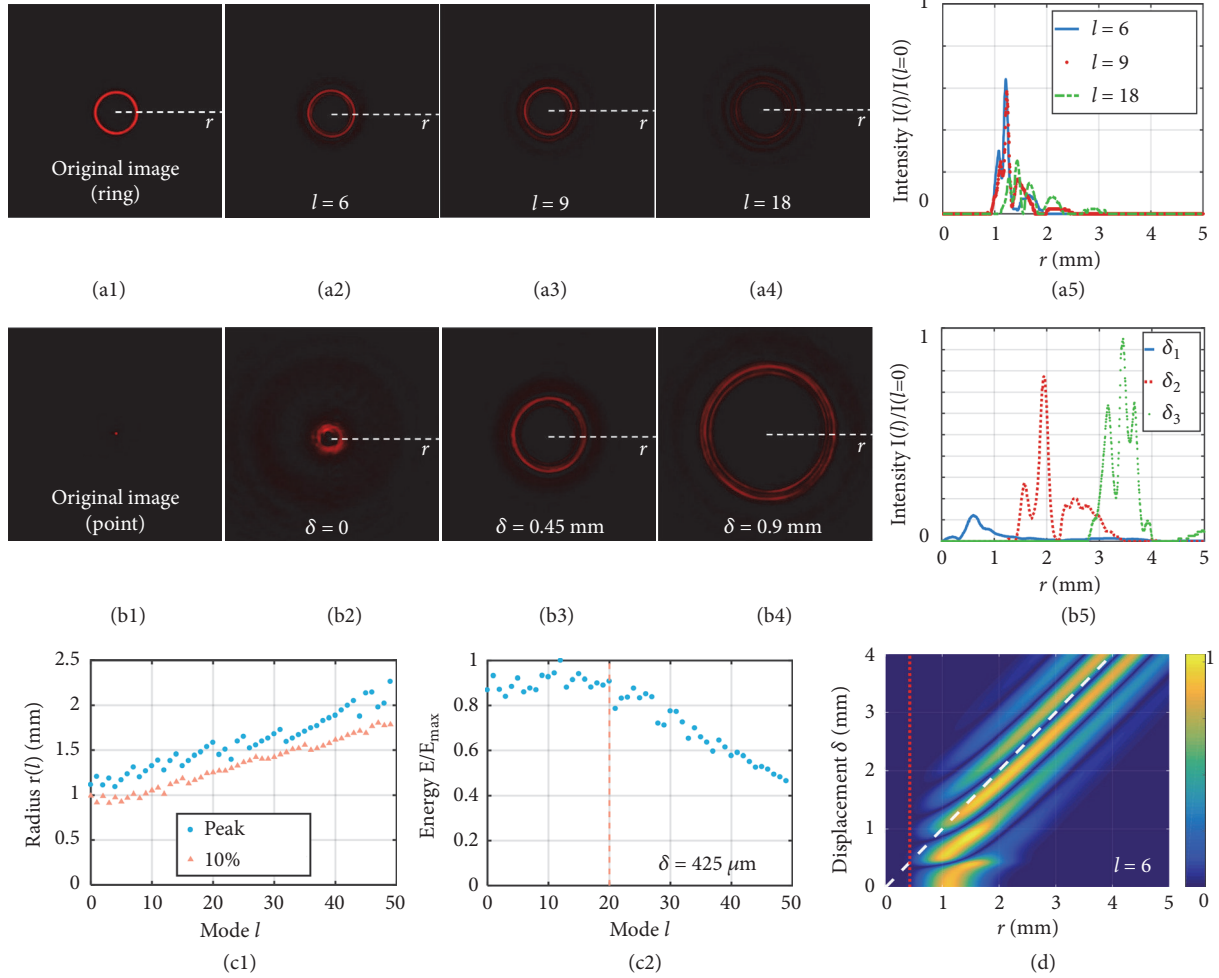 Original image
(ring)
r
l = 6
r
l = 9
r
l = 18
r
Intensity I(l)/I(l=0)
1
0
l = 6
l = 9
l = 18
0 1 2 3 4 5
r (mm)
(a1) (a2) (a3) (a4) (a5)
Original image
(point)
δ = 0
r
δ = 0.45 mm
r
δ = 0.9 mm
r
Intensity I(l)/I(l=0)
1
0
δ1
δ2
δ3
0 1 2 3 4 5
r (mm)
(b1) (b2) (b3) (b4) (b5)
Radius r(l) (mm)
2.5
2
1.5
1
0.5
0
Peak
10%
0 10 20 30 40 50
Mode l
(c1)
Energy E/Emax
1
0.8
0.6
0.4
0.2
0
δ = 425 μm
0 10 20 30 40 50
Mode l
(c2)
Displacement δ (mm)
4
3
2
1
0
l = 6
0 1 2 3 4 5
r (mm)
1
0
(d)